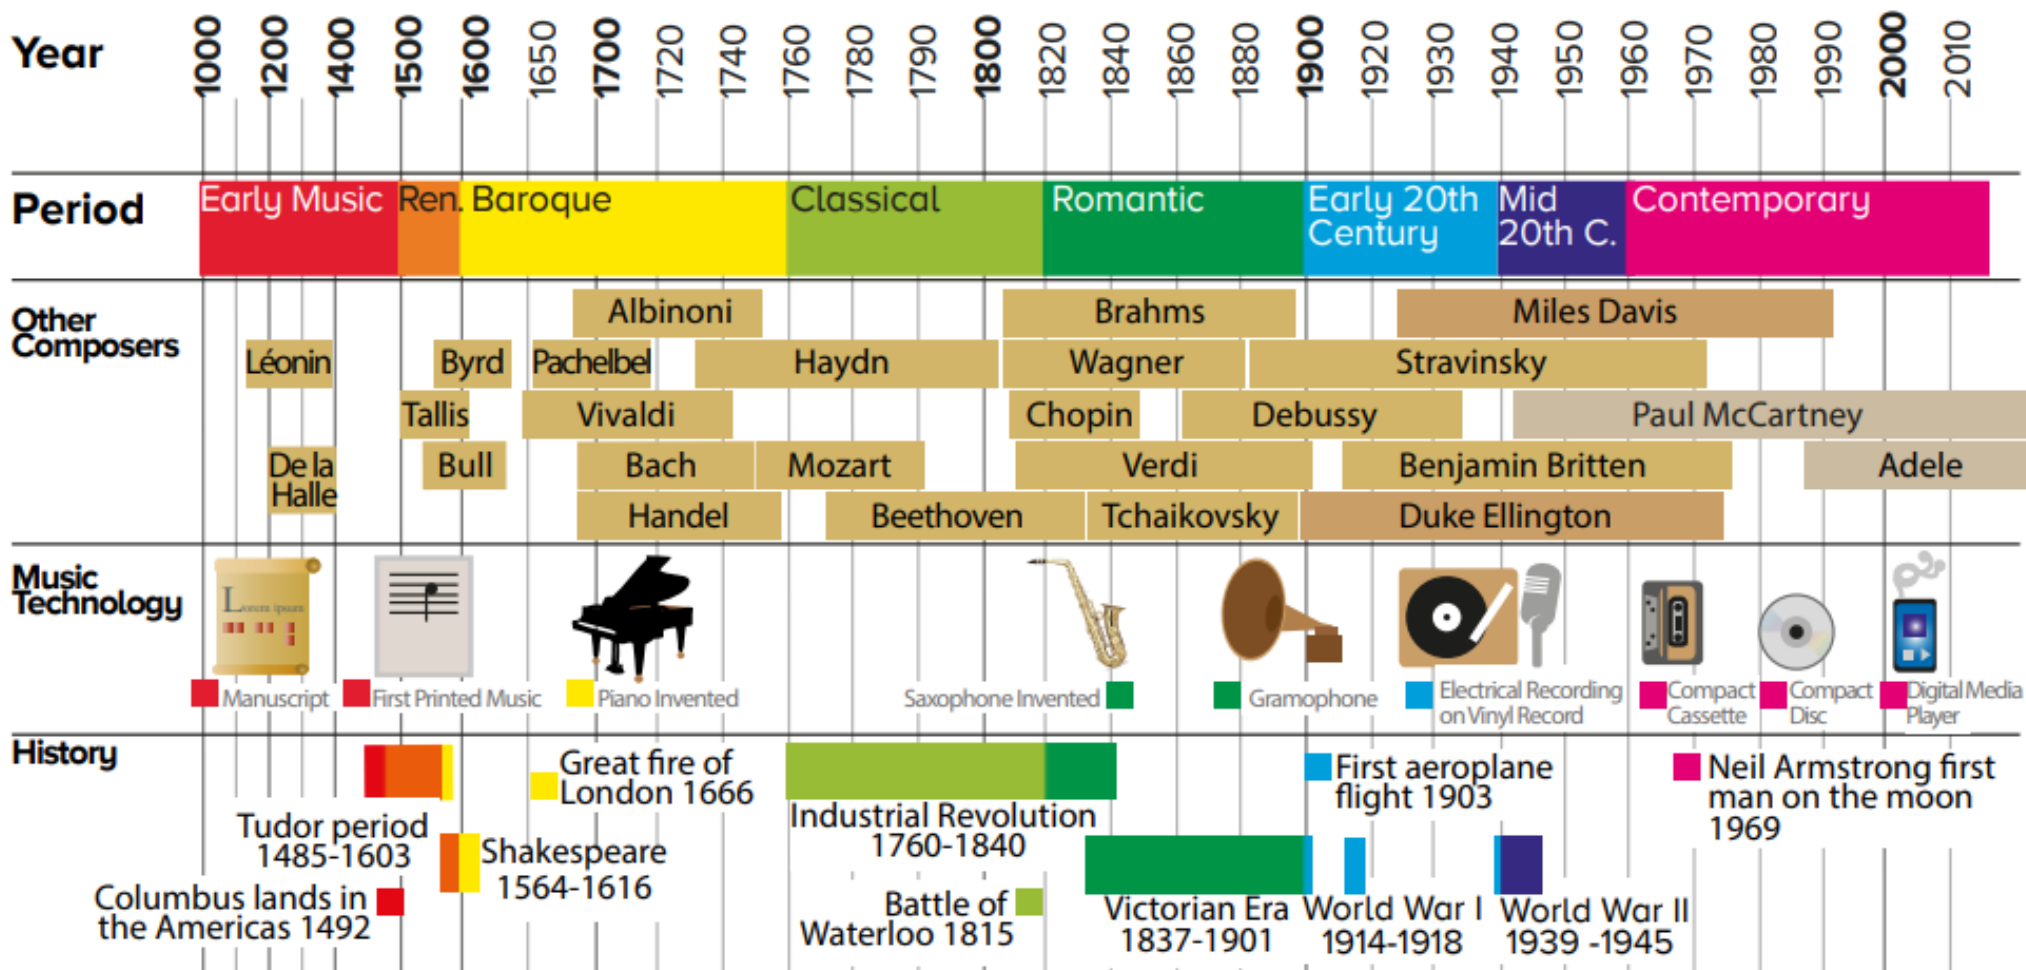 Year
1000
1200
1400
1500
1600
1650
1700
1720
1740
1760
1780
1790
1800
1820
1840
1860
1880
1900
1920
1930
1940
1950
1960
1970
1980
1990
2000
2010
Period
Early Music
Ren.
Baroque
Classical
Romantic
Early 20th
Century
Mid
20th C.
Contemporary
Other
Composers
Albinoni
Brahms
Miles Davis
Léonin
Byrd
Pachelbel
Haydn
Wagner
Stravinsky
Tallis
Vivaldi
Chopin
Debussy
Paul McCartney
De la
Halle
Bull
Bach
Mozart
Verdi
Benjamin Britten
Adele
Handel
Beethoven
Tchaikovsky
Duke Ellington
Music
Technology
Lorem ipsum
Manuscript
First Printed Music
Piano Invented
Saxophone Invented
Gramophone
Electrical Recording
on Vinyl Record
Compact
Cassette
Compact
Disc
Digital Media
Player
History
Tudor period
1485-1603
Columbus lands in
the Americas 1492
Shakespeare
1564-1616
Great fire of
London 1666
Industrial Revolution
1760-1840
Battle of
Waterloo 1815
Victorian Era
1837-1901
First aeroplane
flight 1903
World War I
1914-1918
World War II
1939 -1945
Neil Armstrong first
man on the moon
1969